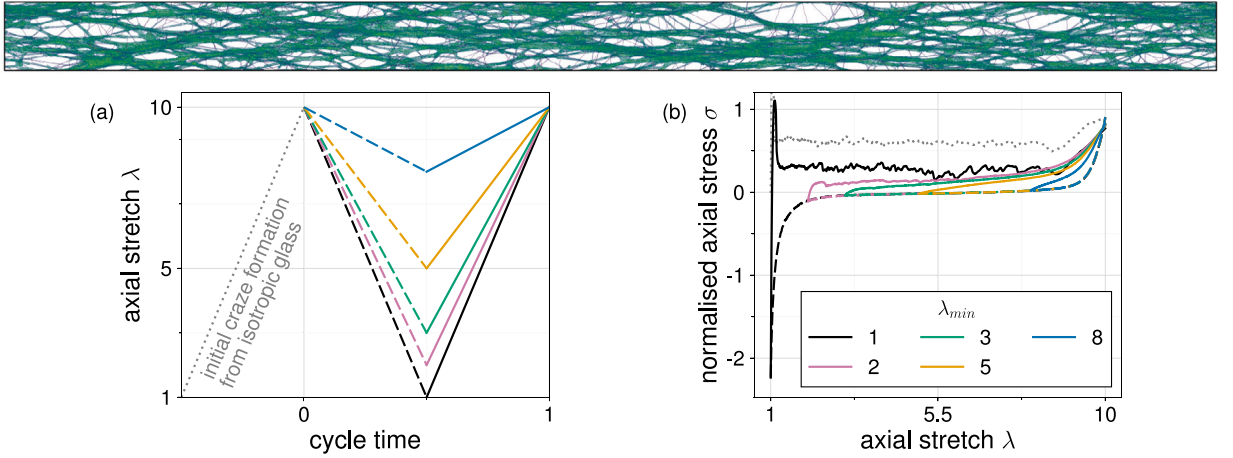 (a)
10
5
1
axial stretch λ
initial craze formation
from isotropic glass
0
1
cycle time
(b)
1
0
-1
-2
normalised axial stress σ
λmin
1
3
8
2
5
1
5.5
10
axial stretch λ